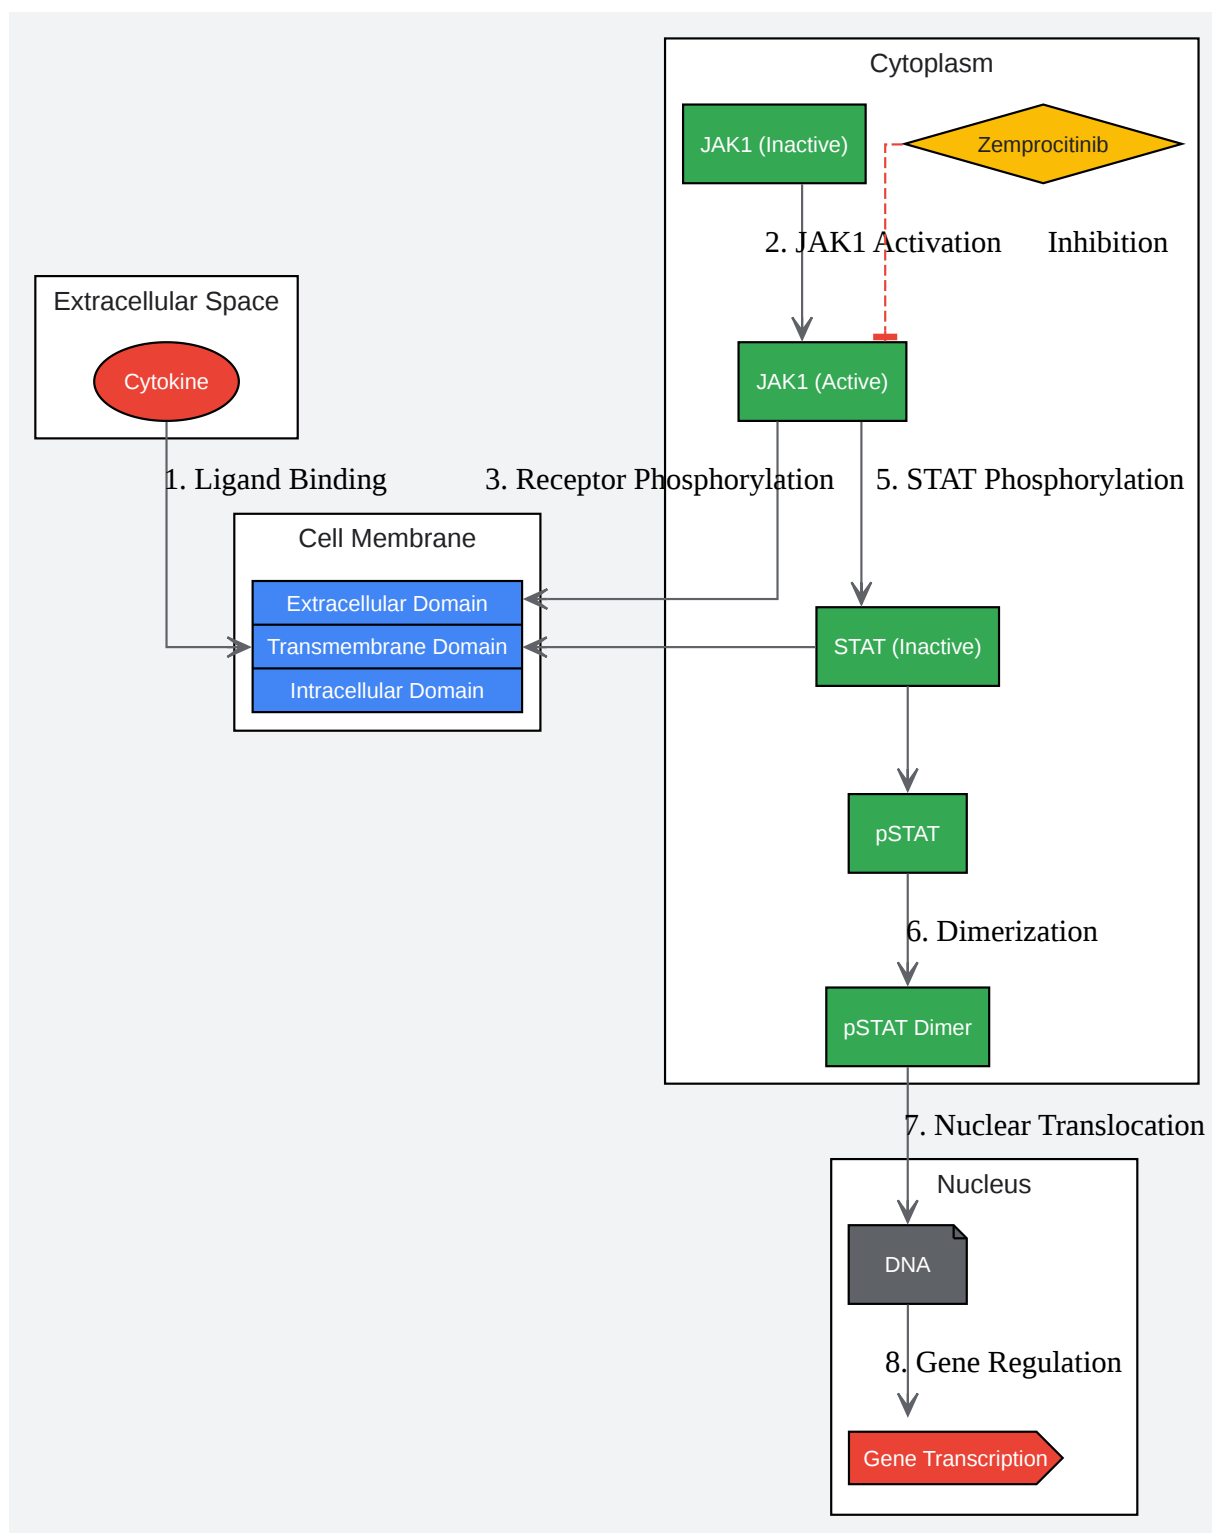 Cytoplasm
JAK1 (Inactive)
Zemprocitinib
2. JAK1 Activation
Inhibition
Extracellular Space
Cytokine
JAK1 (Active)
1. Ligand Binding
3. Receptor Phosphorylation
5. STAT Phosphorylation
Cell Membrane
Extracellular Domain
Transmembrane Domain
Intracellular Domain
STAT (Inactive)
pSTAT
6. Dimerization
pSTAT Dimer
7. Nuclear Translocation
Nucleus
DNA
8. Gene Regulation
Gene Transcription